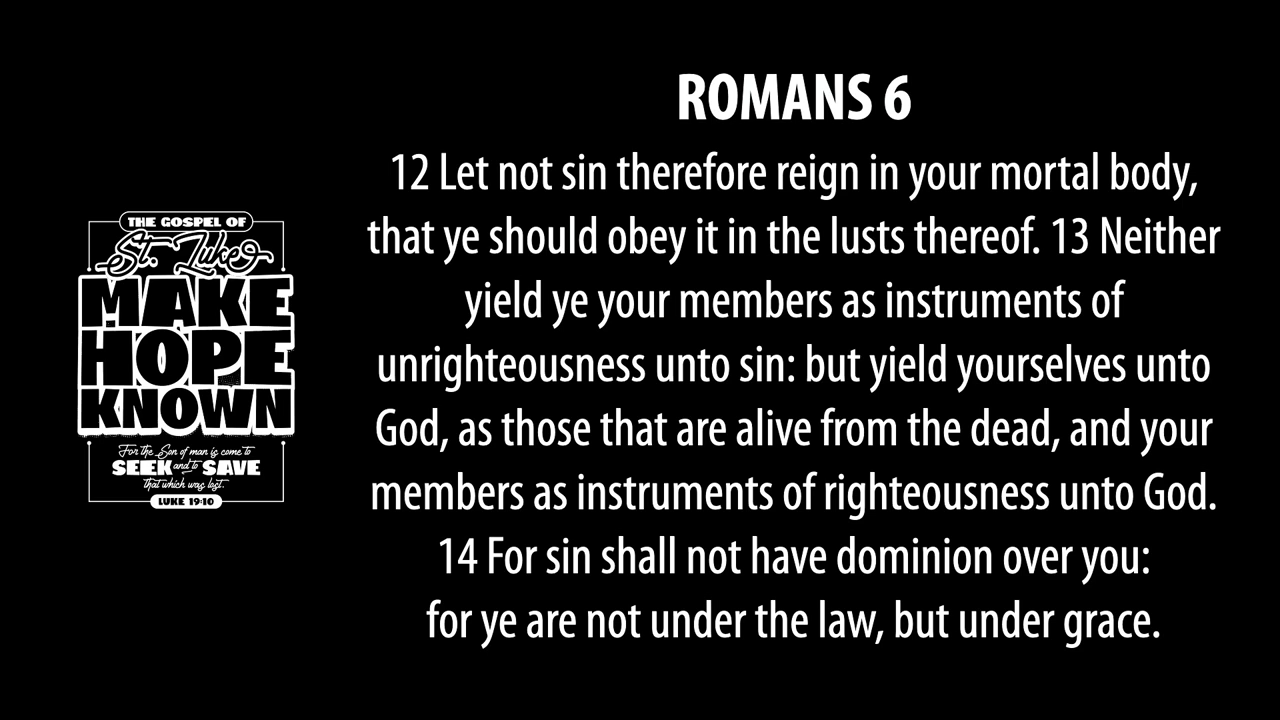 THE GOSPEL OF
St. Luke
MAKE
HOPE
KNOWN
For the Son of man is come to
SEEK and to SAVE
that which was lost.
LUKE 19:10
ROMANS 6
12 Let not sin therefore reign in your mortal body,
that ye should obey it in the lusts thereof. 13 Neither
yield ye your members as instruments of
unrighteousness unto sin: but yield yourselves unto
God, as those that are alive from the dead, and your
members as instruments of righteousness unto God.
14 For sin shall not have dominion over you:
for ye are not under the law, but under grace.